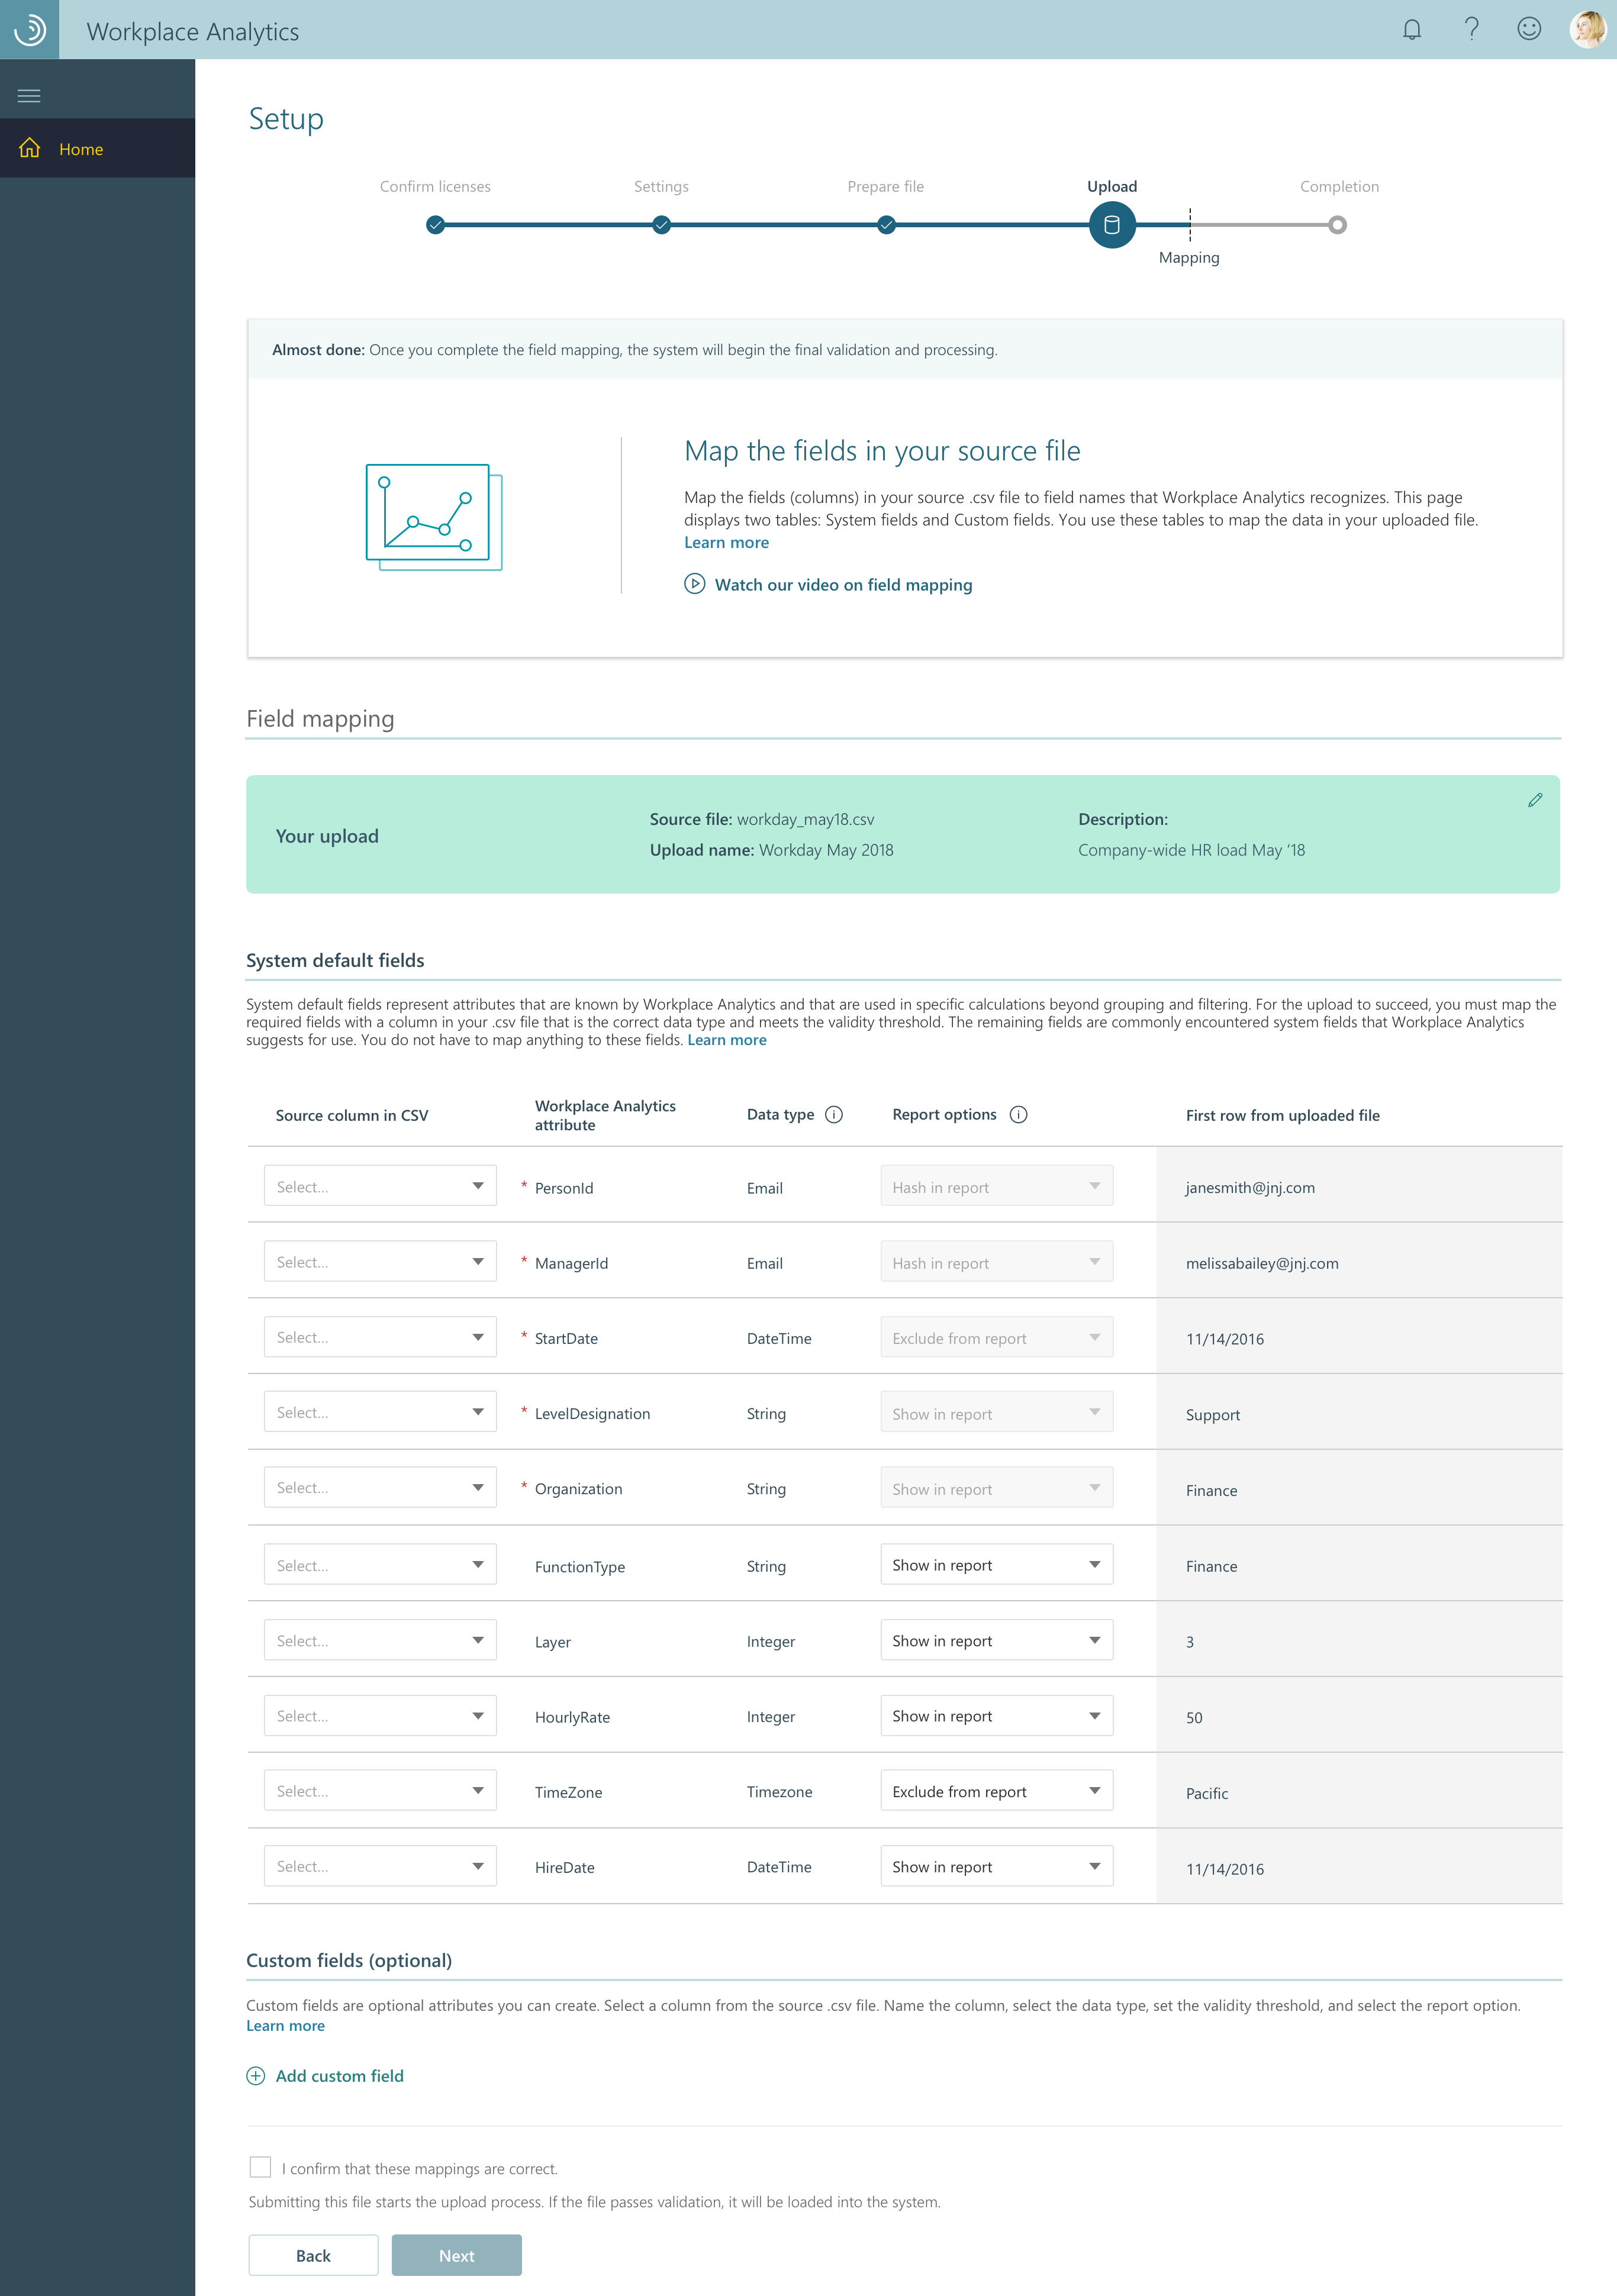 Workplace Analytics
Home
Setup
Confirm licenses
Settings
Prepare file
Upload
Completion
Mapping
Almost done: Once you complete the field mapping, the system will begin the final validation and processing.
Map the fields in your source file
Map the fields (columns) in your source .csv file to field names that Workplace Analytics recognizes. This page
displays two tables: System fields and Custom fields. You use these tables to map the data in your uploaded file.
Learn more
Watch our video on field mapping
Field mapping
Your upload
Source file: workday_may18.csv
Upload name: Workday May 2018
Description:
Company-wide HR load May ’18
System default fields
System default fields represent attributes that are known by Workplace Analytics and that are used in specific calculations beyond grouping and filtering. For the upload to succeed, you must map the
required fields with a column in your .csv file that is the correct data type and meets the validity threshold. The remaining fields are commonly encountered system fields that Workplace Analytics
suggests for use. You do not have to map anything to these fields. Learn more
Source column in CSV
Workplace Analytics
attribute
Data type
Report options
First row from uploaded file
Select... * PersonId Email Hash in report janesmith@jnj.com
Select... * ManagerId Email Hash in report melissabailey@jnj.com
Select... * StartDate DateTime Exclude from report 11/14/2016
Select... * LevelDesignation String Show in report Support
Select... * Organization String Show in report Finance
Select... FunctionType String Show in report Finance
Select... Layer Integer Show in report 3
Select... HourlyRate Integer Show in report 50
Select... TimeZone Timezone Exclude from report Pacific
Select... HireDate DateTime Show in report 11/14/2016
Custom fields (optional)
Custom fields are optional attributes you can create. Select a column from the source .csv file. Name the column, select the data type, set the validity threshold, and select the report option.
Learn more
Add custom field
I confirm that these mappings are correct.
Submitting this file starts the upload process. If the file passes validation, it will be loaded into the system.
Back
Next